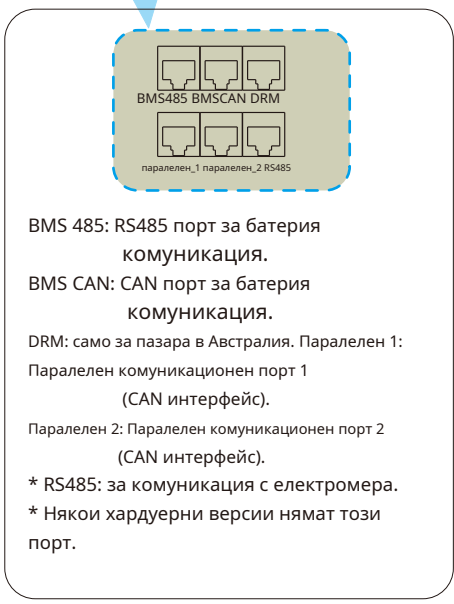 BMS485 BMSCAN DRM
паралелен_1 паралелен_2 RS485
BMS 485: RS485 порт за батерия
комуникация.
BMS CAN: CAN порт за батерия
комуникация.
DRM: само за пазара в Австралия. Паралелен 1:
Паралелен комуникационен порт 1
(CAN интерфейс).
Паралелен 2: Паралелен комуникационен порт 2
(CAN интерфейс).
* RS485: за комуникация с електромера.
* Някои хардуерни версии нямат този
порт.